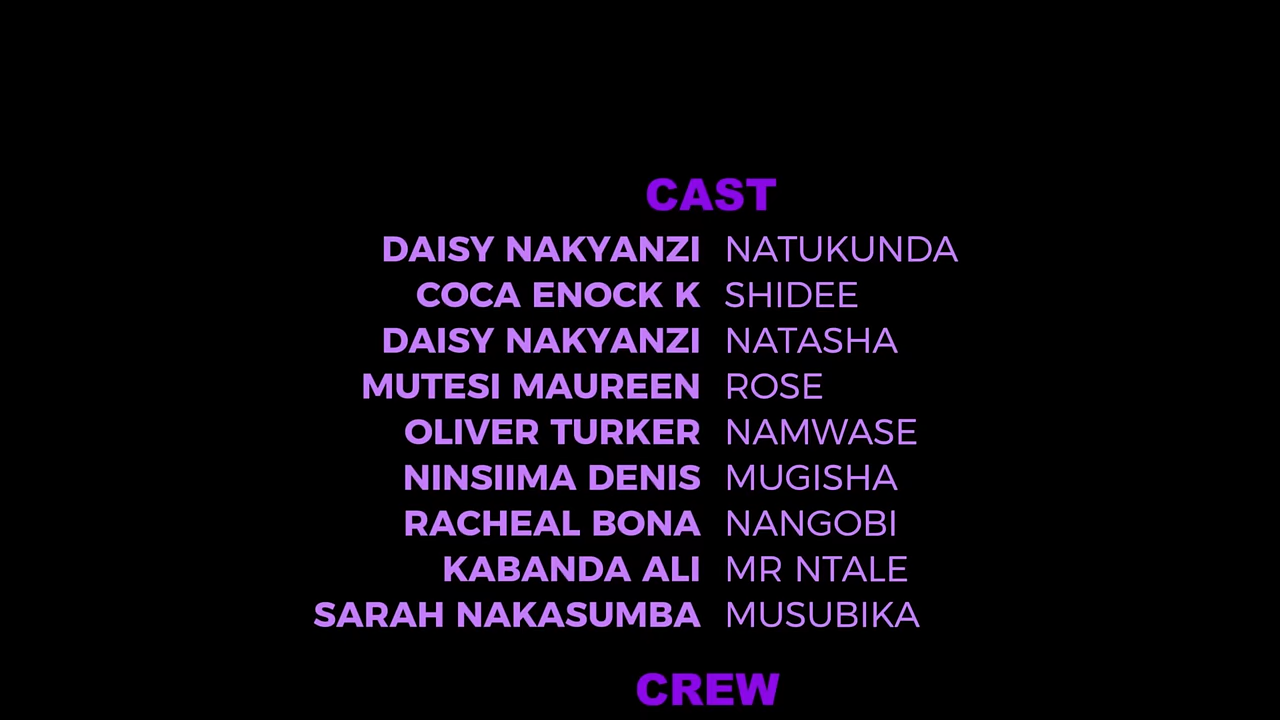 CAST
DAISY NAKYANZI NATUKUNDA
COCA ENOCK K SHIDEE
DAISY NAKYANZI NATASHA
MUTESI MAUREEN ROSE
OLIVER TURKER NAMWASE
NINSIIMA DENIS MUGISHA
RACHEAL BONA NANGOBI
KABANDA ALI MR NTALE
SARAH NAKASUMBA MUSUBIKA
CREW